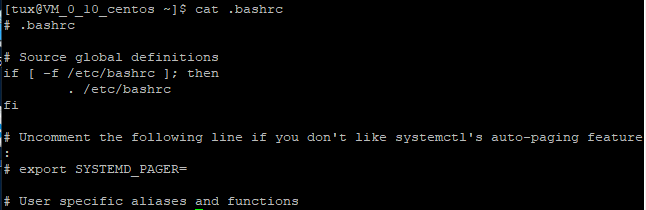 [tux@VM_0_10_centos ~]$ cat .bashrc
# .bashrc
# Source global definitions
if [ -f /etc/bashrc ]; then
        . /etc/bashrc
fi
# Uncomment the following line if you don't like systemctl's auto-paging feature
:
# export SYSTEMD_PAGER=
# User specific aliases and functions